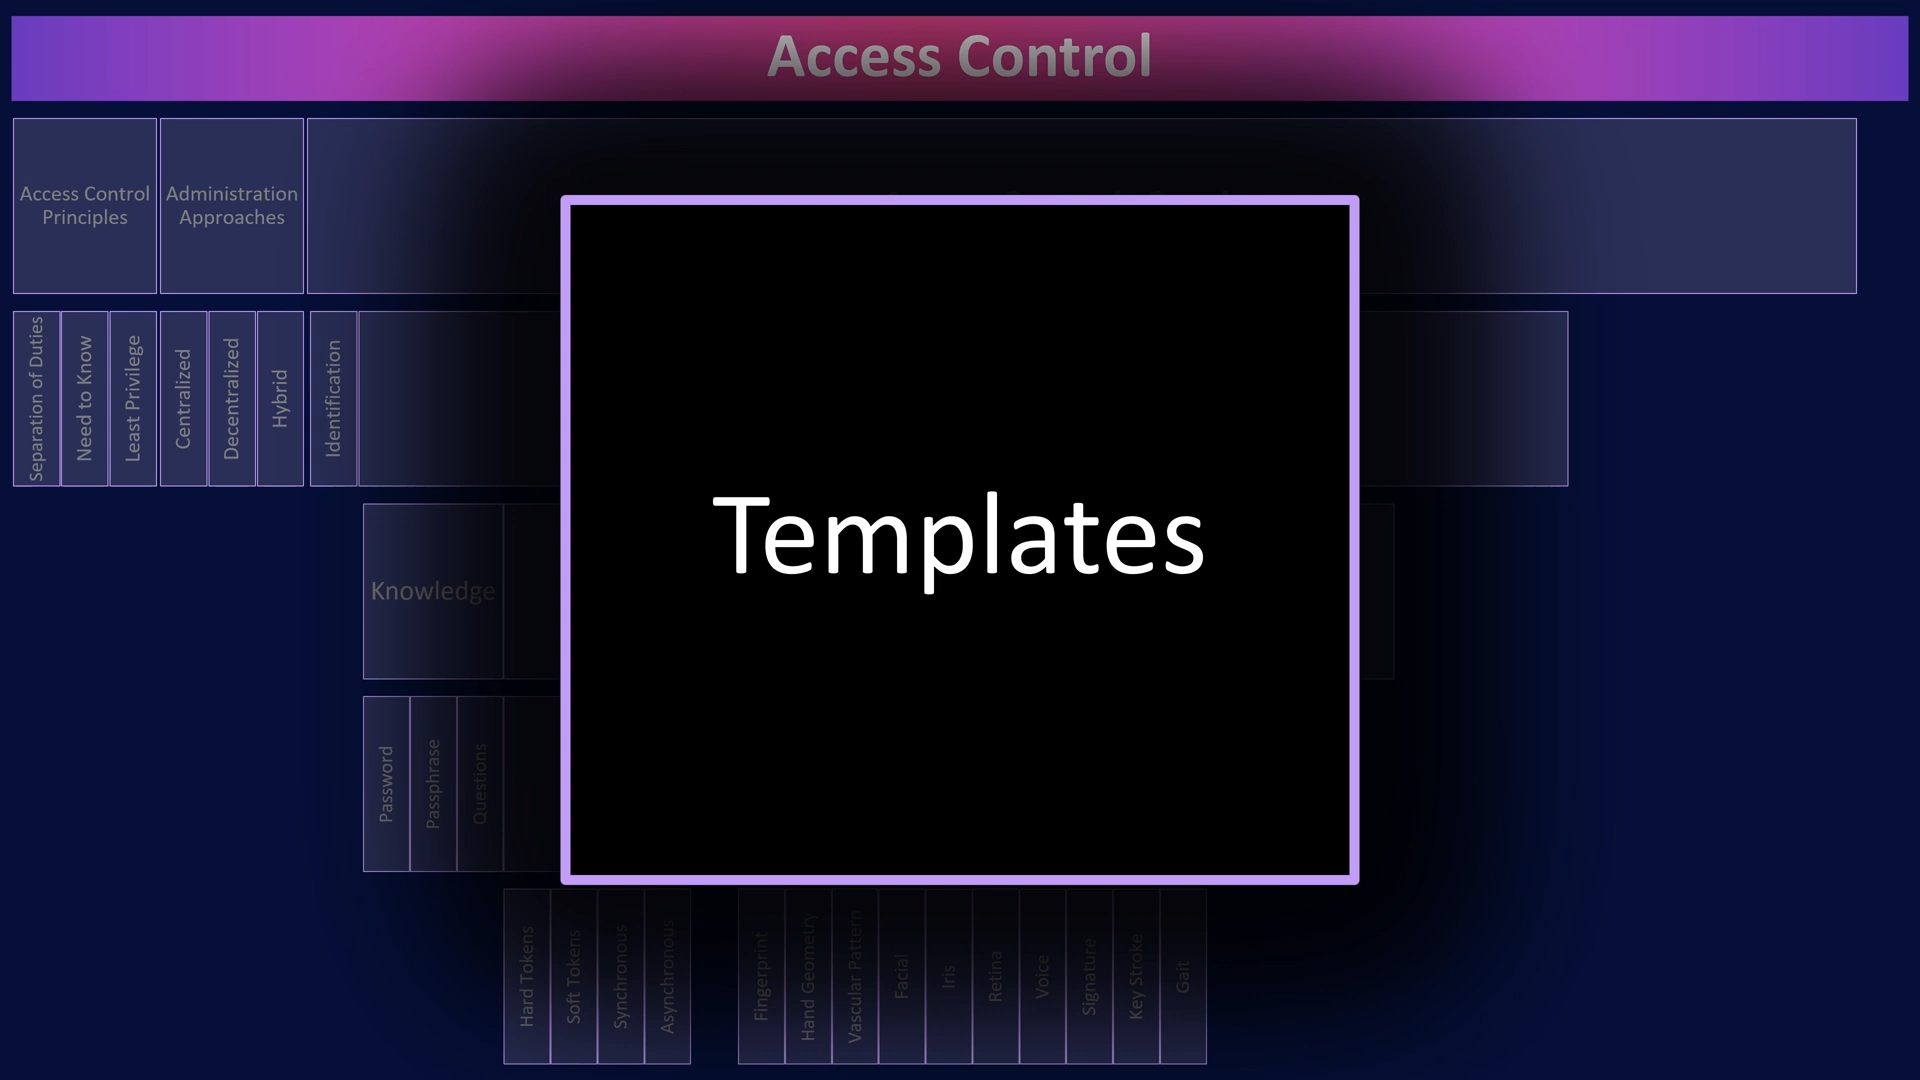 Access Control
Access Control
Principles
Administration
Approaches
Separation of Duties
Need to Know
Least Privilege
Centralized
Decentralized
Hybrid
Identification
Templates
Knowledge
Password
Passphrase
Questions
Hard Tokens
Soft Tokens
Synchronous
Asynchronous
Fingerprint
Hand Geometry
Vascular Pattern
Facial
Iris
Retina
Voice
Signature
Key Stroke
Gait